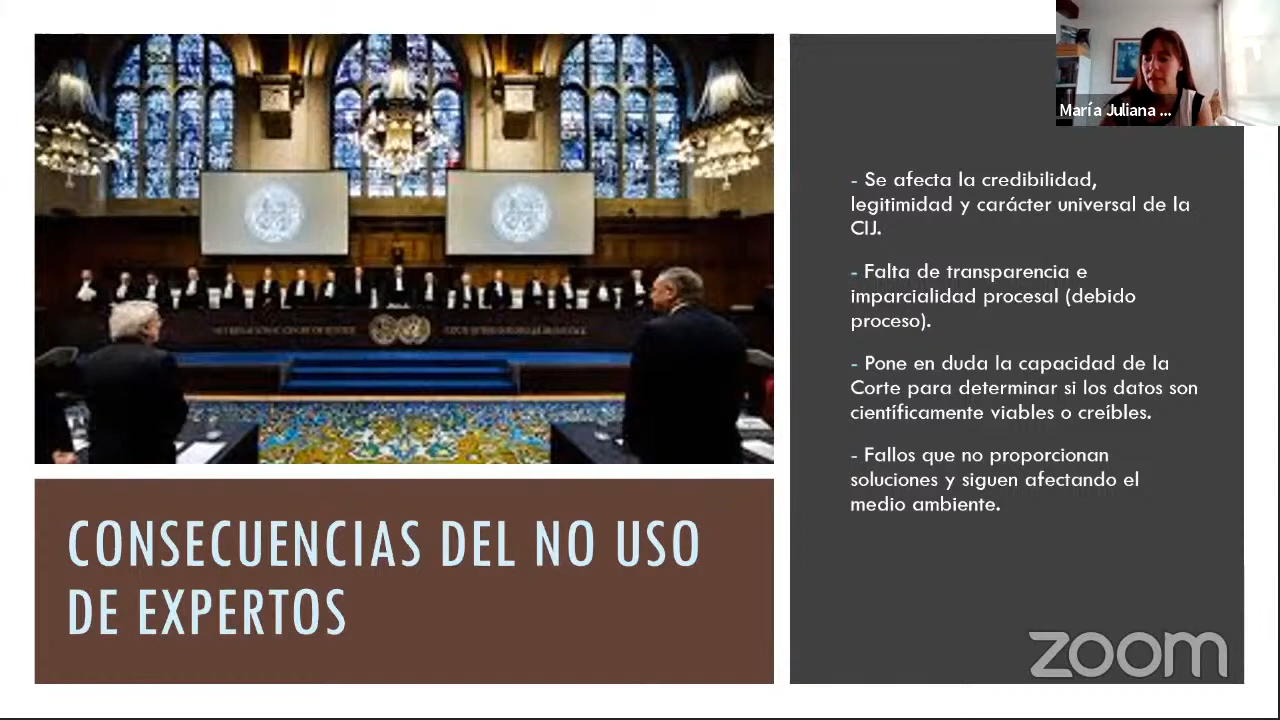 María Juliana ...
- Se afecta la credibilidad,
legitimidad y carácter universal de la
CIJ.
- Falta de transparencia e
imparcialidad procesal (debido
proceso).
- Pone en duda la capacidad de la
Corte para determinar si los datos son
científicamente viables o creíbles.
- Fallos que no proporcionan
soluciones y siguen afectando el
medio ambiente.
CONSECUENCIAS DEL NO USO
DE EXPERTOS
zoom